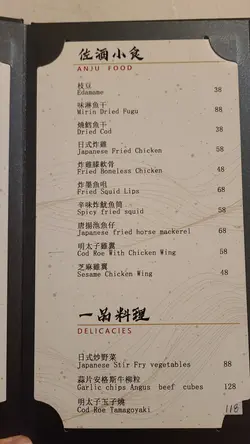 佐酒小炙
ANJU FOOD
枝豆
Edamame 38
味淋魚干
Mirin Dried Fugu 88
燒鱈魚干
Dried Cod 38
日式炸雞
Japanese Fried Chicken 58
炸雞膝軟骨
Fried Boneless Chicken 48
炸墨魚咀
Fried Squid Lips 68
辛味炸魷魚筒
Spicy fried squid 58
唐揚池魚仔
Japanese fried horse mackerel 68
明太子雞翼
Cod Roe With Chicken Wing 58
芝麻雞翼
Sesame Chicken Wing 48
一品料理
DELICACIES
日式炒野菜
Japanese Stir Fry vegetables 88
蒜片安格斯牛柳粒
Garlic chips Angus beef cubes 128
明太子玉子燒
Cod Roe Tamagoyaki 118